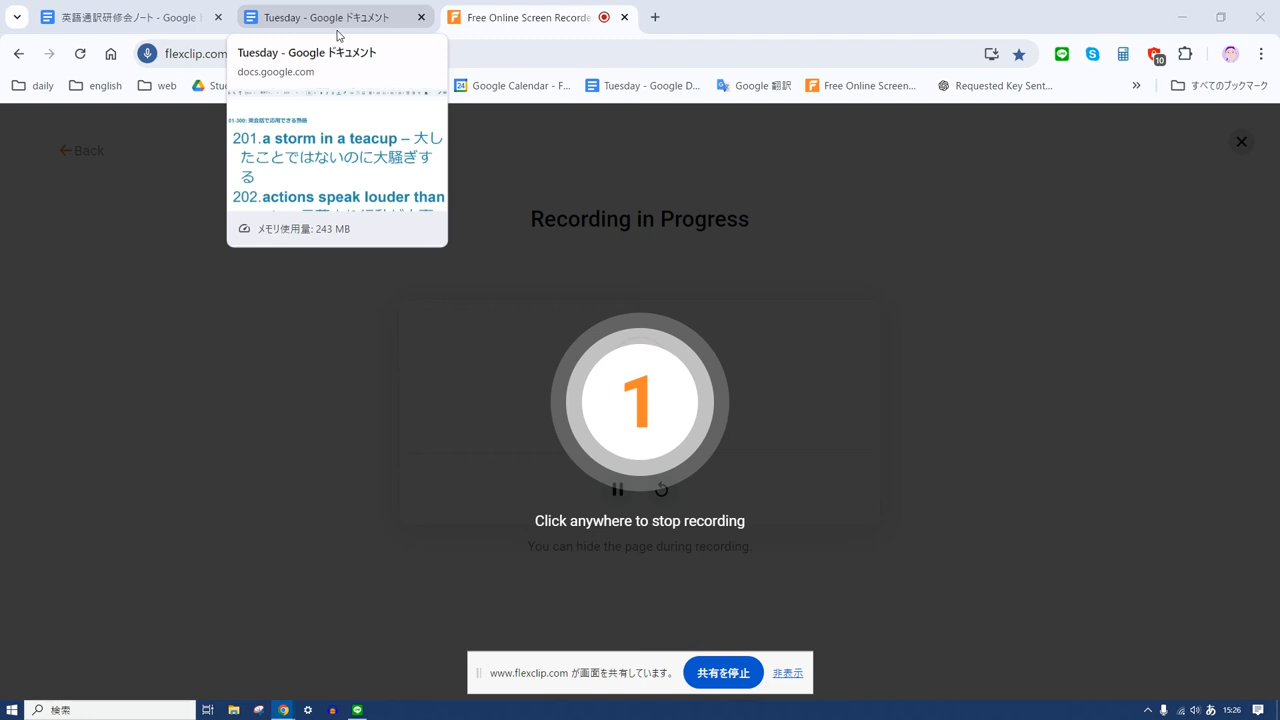 英語通訳研修会ノート - Google
Tuesday - Google ドキュメント
Free Online Screen Recorde
flexclip.com
10
Tuesday - Google ドキュメント
docs.google.com
daily
english
web
Stu
24
Google Calendar - F...
Tuesday - Google D...
Google 翻訳
Free OnlineScreen...
Requested Key Sent...
すべてのブックマーク
201.a storm in a teacup – 大し
たことではないのに大騒ぎす
る
202.actions speak louder than
メモリ使用量: 243 MB
Back
Recording in Progress
1
Click anywhere to stop recording
You can hide the page during recording.
www.flexclip.com が画面を共有しています。
共有を停止
非表示
検索
あ
15:26